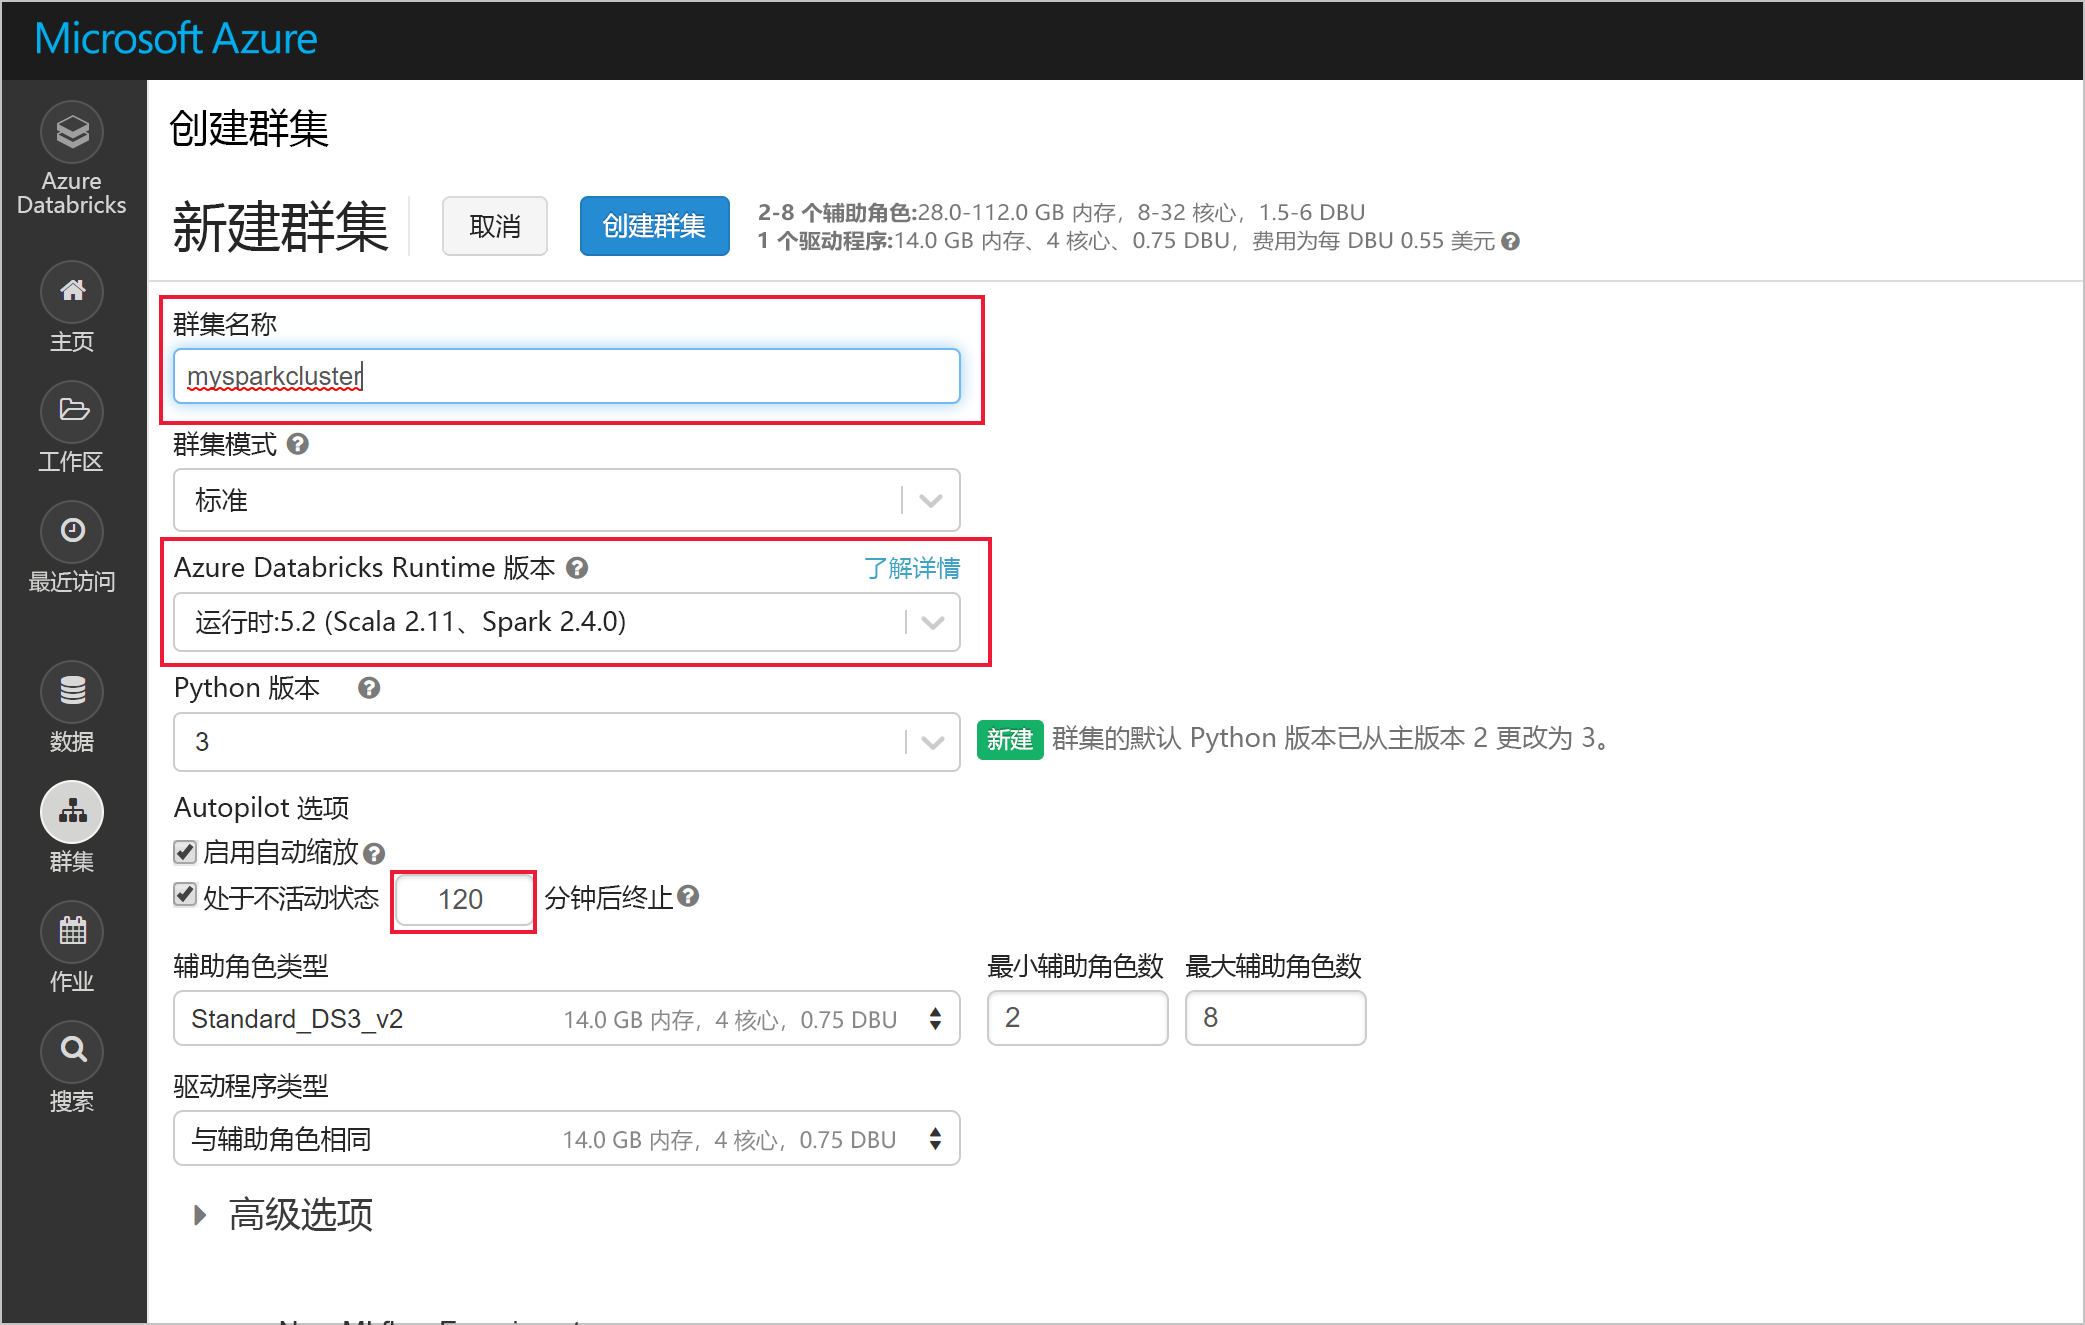 Microsoft Azure
Azure
Databricks
主页
工作区
最近访问
数据
群集
作业
搜索
创建群集
新建群集
取消
创建群集
2-8 个辅助角色:28.0-112.0 GB 内存，8-32 核心，1.5-6 DBU
1 个驱动程序:14.0 GB 内存、4 核心、0.75 DBU，费用为每 DBU 0.55 美元
群集名称
mysparkcluster
群集模式
标准
Azure Databricks Runtime 版本
了解详情
运行时:5.2 (Scala 2.11、Spark 2.4.0)
Python 版本
3
新建 群集的默认 Python 版本已从主版本 2 更改为 3。
Autopilot 选项
启用自动缩放
处于不活动状态 120 分钟后终止
辅助角色类型
最小辅助角色数
最大辅助角色数
Standard_DS3_v2 14.0 GB 内存，4 核心，0.75 DBU
2
8
驱动程序类型
与辅助角色相同 14.0 GB 内存，4 核心，0.75 DBU
高级选项